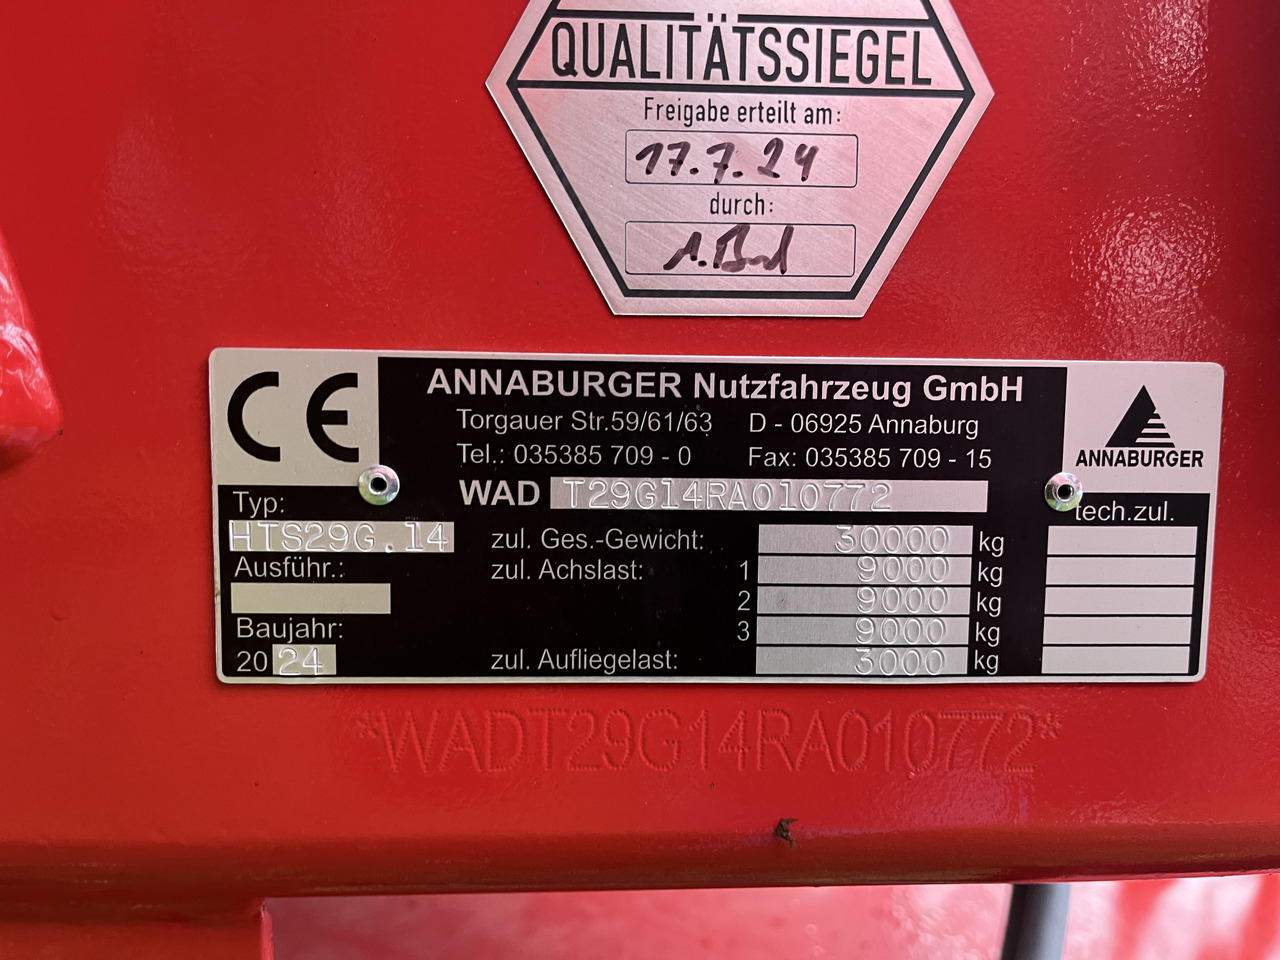 QUALITÄTSSIEGEL
Freigabe erteilt am:
17.7.24
durch:
CE
ANNABURGER Nutzfahrzeug GmbH
Torgauer Str.59/61/63 D - 06925 Annaburg
Tel.: 035385 709 - 0 Fax: 035385 709 - 15
ANNABURGER
WAD T29G14RA010772
Typ:
HTS29G.14
Ausführ.:
Baujahr:
20 24
zul. Ges.-Gewicht: 30000 kg
zul. Achslast: 1 9000 kg
2 9000 kg
3 9000 kg
zul. Aufliegelast: 3000 kg
tech.zul.
*WADT29G14RA010772*